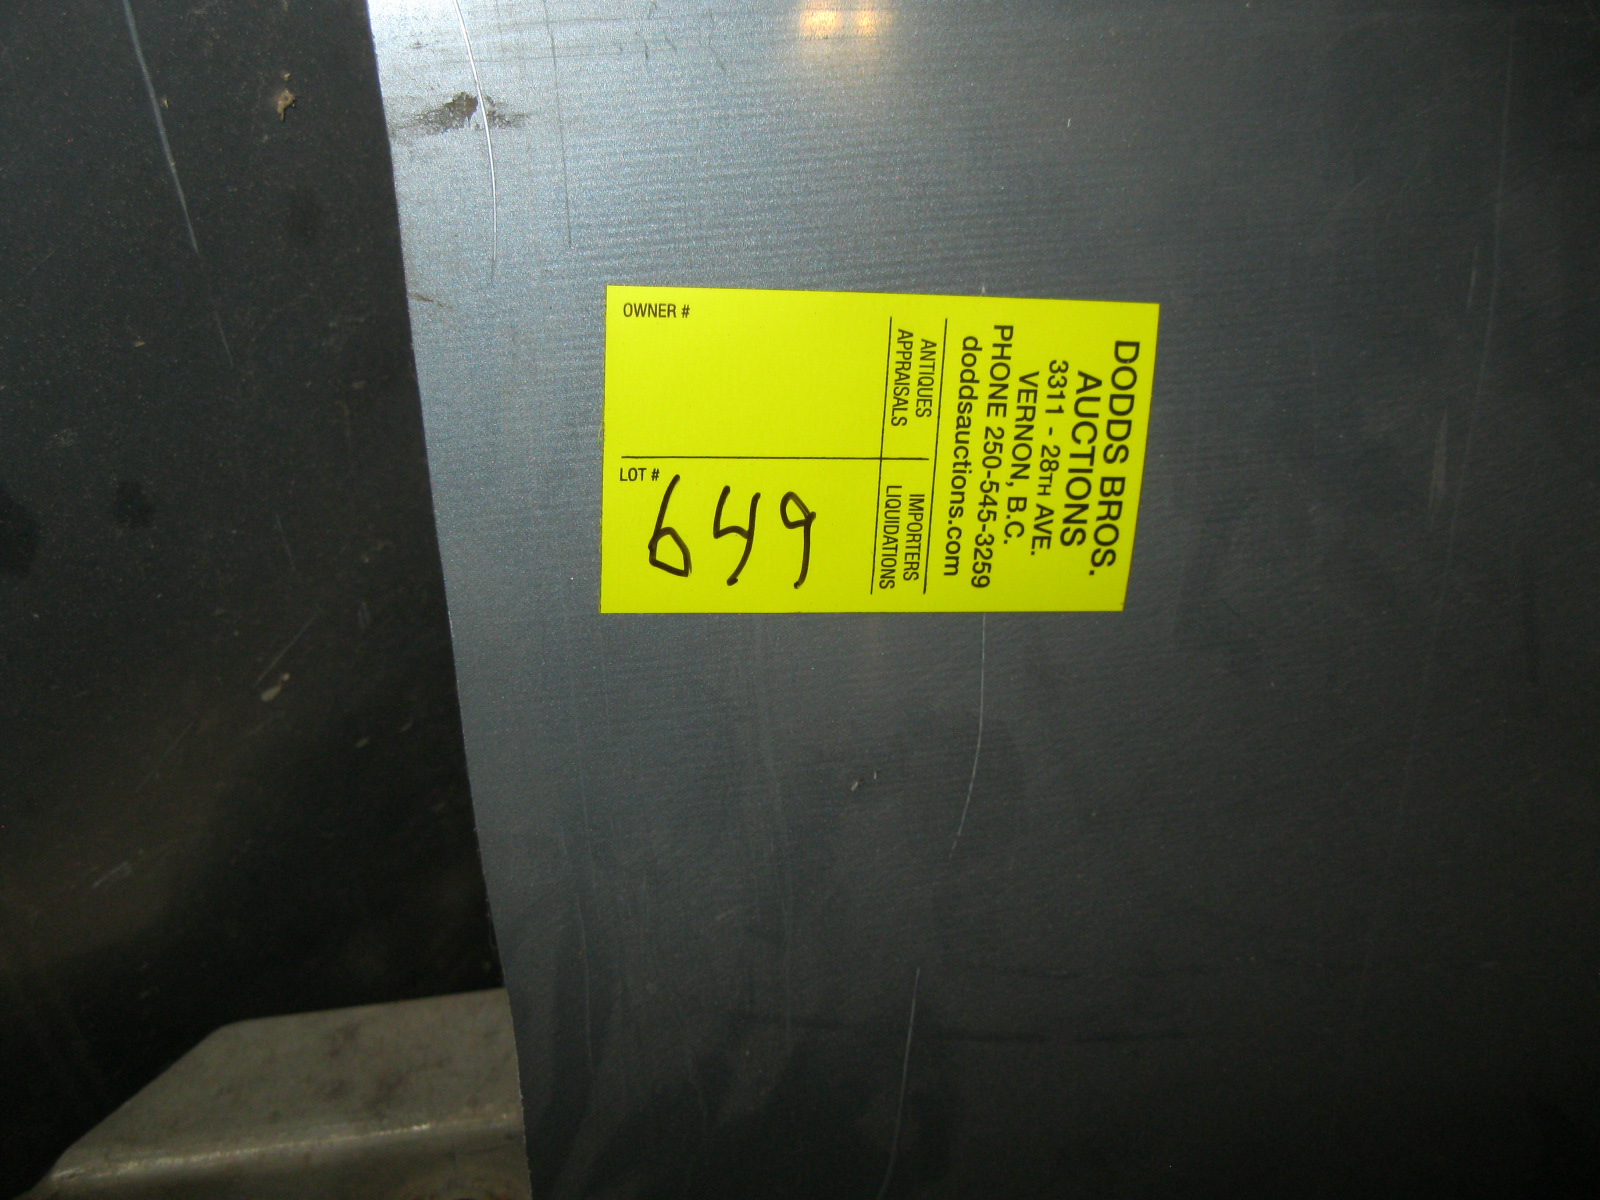 DODDS BROS.
AUCTIONS
3311 - 28TH AVE.
VERNON, B.C.
PHONE 250-545-3259
doddsauctions.com
ANTIQUES
APPRAISALS
IMPORTERS
LIQUIDATIONS
OWNER #
LOT #
649